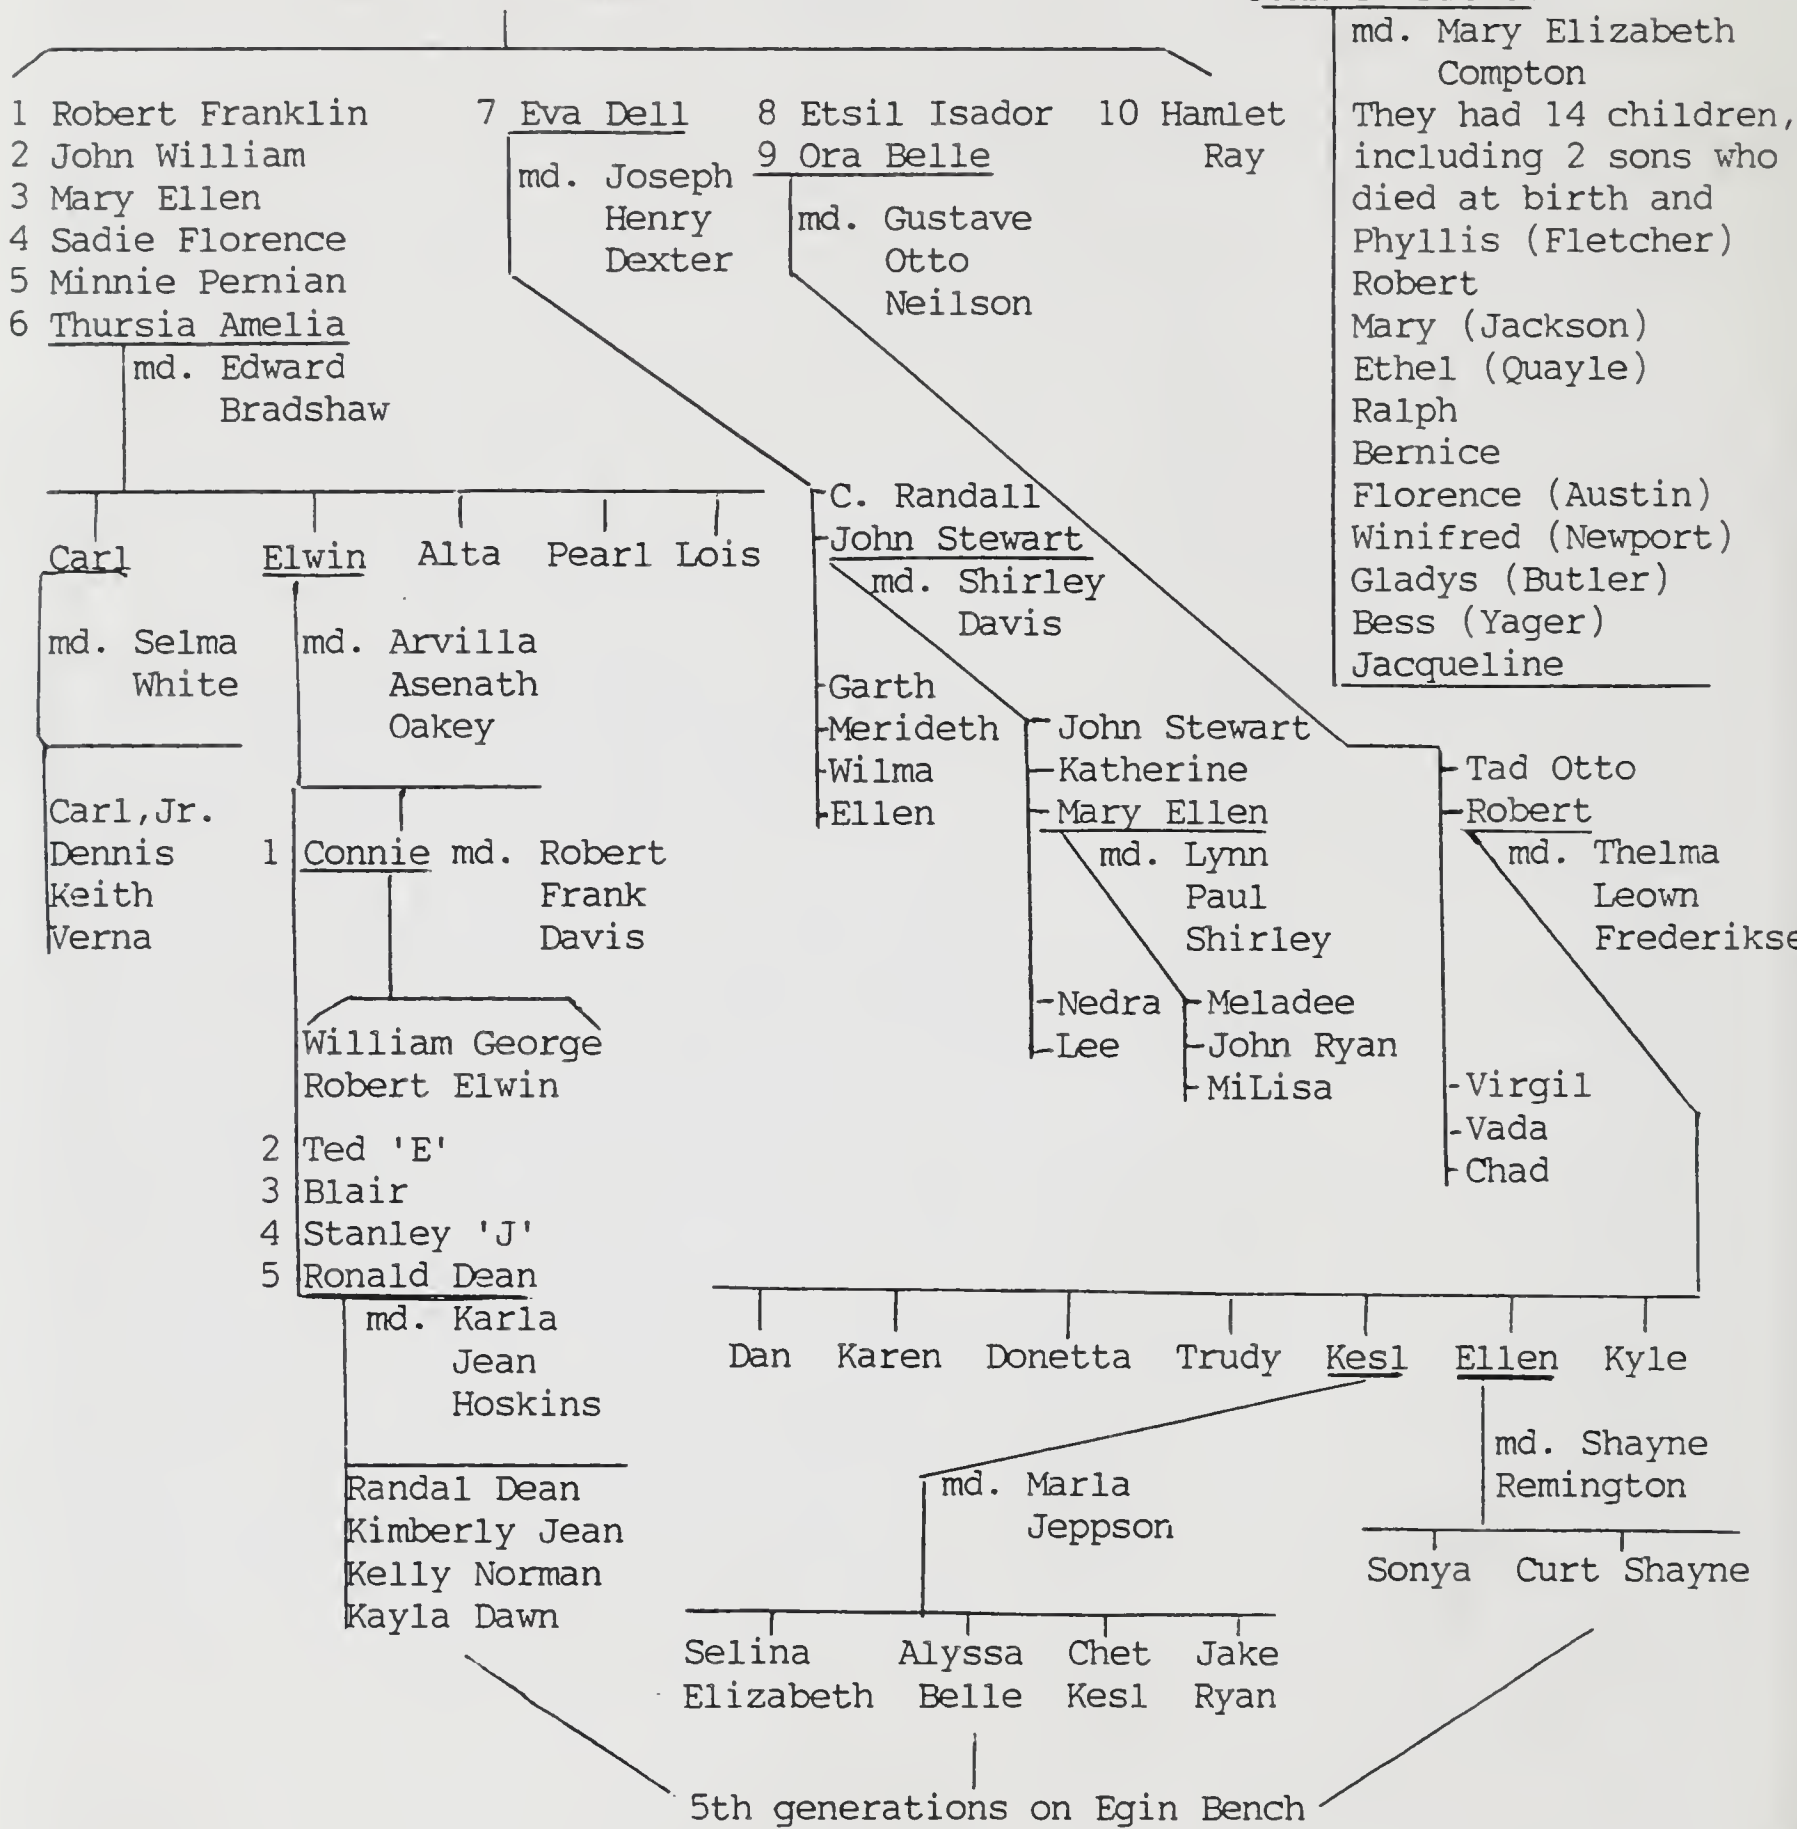 md. Mary Elizabeth
Compton
They had 14 children,
including 2 sons who
died at birth and
Phyllis (Fletcher)
Robert
Mary (Jackson)
Ethel (Quayle)
Ralph
Bernice
Florence (Austin)
Winifred (Newport)
Gladys (Butler)
Bess (Yager)
Jacqueline
1 Robert Franklin
2 John William
3 Mary Ellen
4 Sadie Florence
5 Minnie Pernian
6 Thursia Amelia
md. Edward
Bradshaw
7 Eva Dell
md. Joseph
Henry
Dexter
8 Etsil Isador
9 Ora Belle
md. Gustave
Otto
Neilson
10 Hamlet
Ray
Carl
Elwin
Alta
Pearl
Lois
md. Selma
White
Carl,Jr.
Dennis
Keith
Verna
md. Arvilla
Asenath
Oakey
1 Connie md. Robert
Frank
Davis
William George
Robert Elwin
2 Ted 'E'
3 Blair
4 Stanley 'J'
5 Ronald Dean
md. Karla
Jean
Hoskins
Randal Dean
Kimberly Jean
Kelly Norman
Kayla Dawn
C. Randall
John Stewart
md. Shirley
Davis
Garth
Merideth
Wilma
Ellen
John Stewart
Katherine
Mary Ellen
md. Lynn
Paul
Shirley
Nedra
Lee
Meladee
John Ryan
MiLisa
Tad Otto
Robert
md. Thelma
Leown
Frederikse
Virgil
Vada
Chad
Dan
Karen
Donetta
Trudy
Kesl
Ellen
Kyle
md. Marla
Jeppson
md. Shayne
Remington
Sonya
Curt Shayne
Selina
Elizabeth
Alyssa
Belle
Chet
Kesl
Jake
Ryan
5th generations on Egin Bench